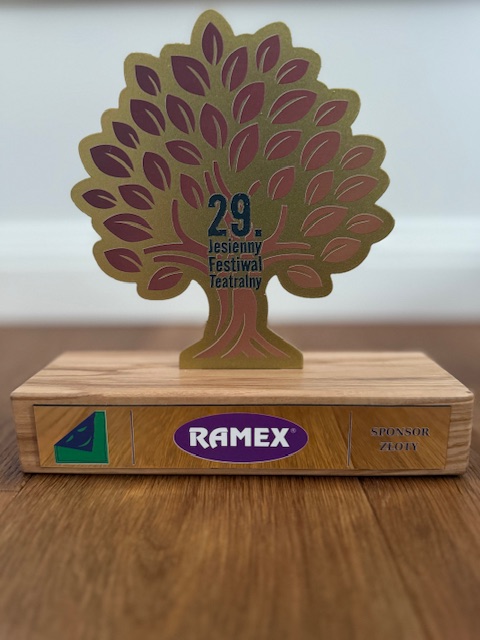 29.
Jesienny
Festiwal
Teatralny
RAMEX®
SPONSOR
ZŁOTY